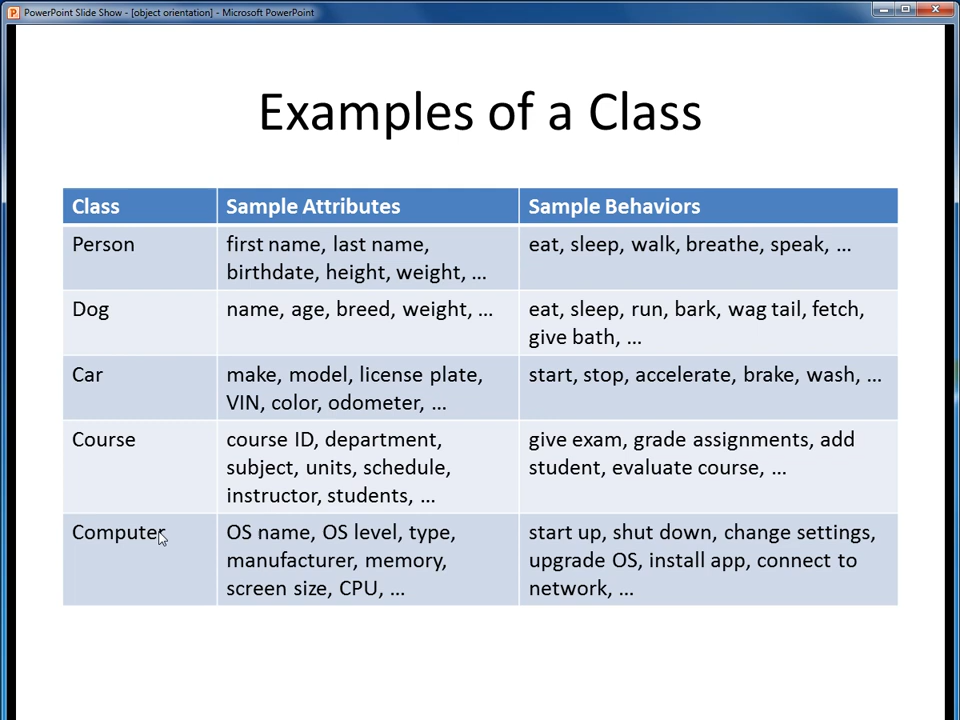 PowerPoint Slide Show - [object orientation] - Microsoft PowerPoint
Examples of a Class
Class Sample Attributes Sample Behaviors
Person first name, last name, eat, sleep, walk, breathe, speak, ...
birthdate, height, weight, ...
Dog name, age, breed, weight, ... eat, sleep, run, bark, wag tail, fetch,
give bath, ...
Car make, model, license plate, start, stop, accelerate, brake, wash, ...
VIN, color, odometer, ...
Course course ID, department, give exam, grade assignments, add
subject, units, schedule, student, evaluate course, ...
instructor, students, ...
Computer OS name, OS level, type, start up, shut down, change settings,
manufacturer, memory, upgrade OS, install app, connect to
screen size, CPU, ... network, ...